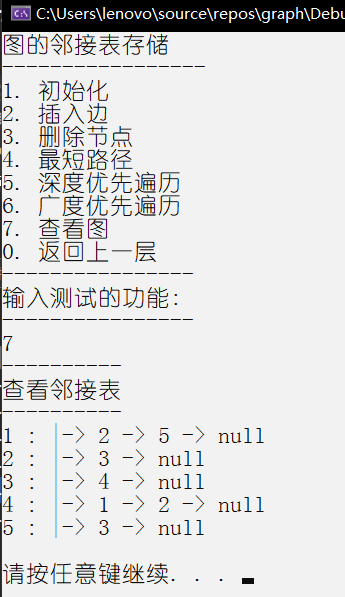 C:\Users\lenovo\source\repos\graph\Debu
图的邻接表存储
-----------------
1. 初始化
2. 插入边
3. 删除节点
4. 最短路径
5. 深度优先遍历
6. 广度优先遍历
7. 查看图
0. 返回上一层
----------------
输入测试的功能:
----------------
7
----------
查看邻接表
----------
1 : |-> 2 -> 5 -> null
2 : |-> 3 -> null
3 : |-> 4 -> null
4 : |-> 1 -> 2 -> null
5 : |-> 3 -> null
请按任意键继续. . .